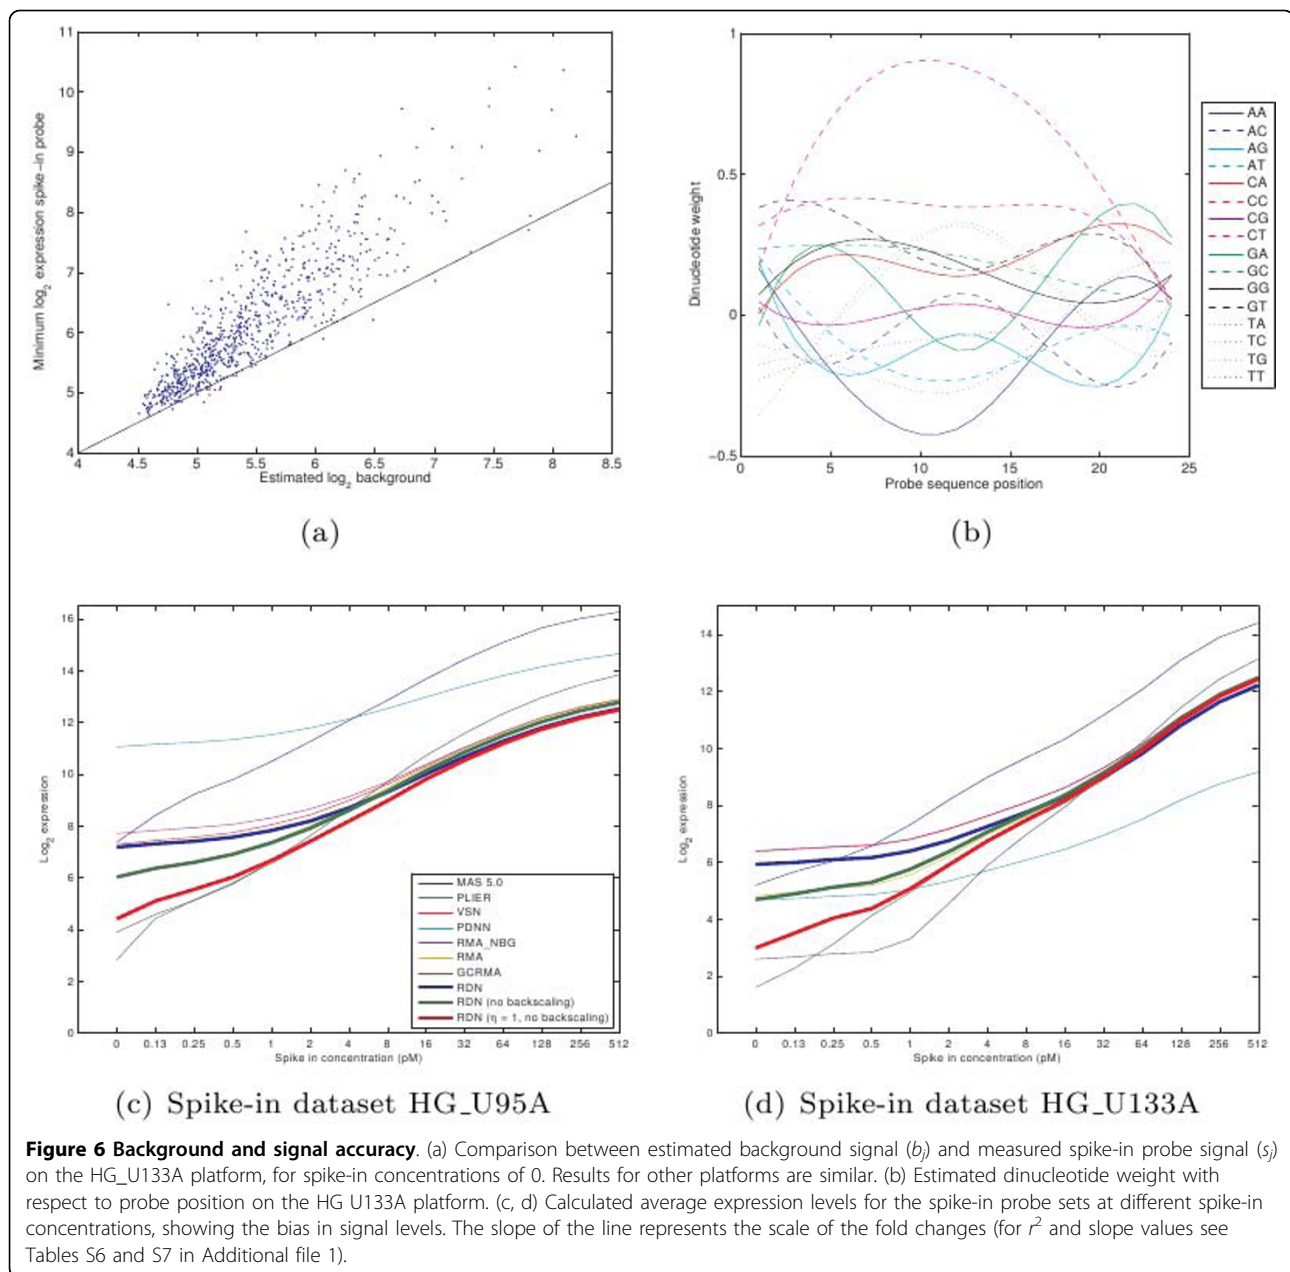 11
10
9
8
7
6
5
4
Minimum log2 expression spike-in probe
4
4.5
5
5.5
6
6.5
7
7.5
8
8.5
Estimated log2 background
(a)
1
0.5
0
-0.5
Dinucleotide weight
0
5
10
15
20
25
Probe sequence position
AA
AC
AG
AT
CA
CC
CG
CT
GA
GC
GG
GT
TA
TC
TG
TT
(b)
16
14
12
10
8
6
4
2
0
Log2 expression
0
0.13
0.25
0.5
1
2
4
8
16
32
64
128
256
512
Spike in concentration (pM)
MAS 5.0
PLIER
VSN
PDNN
RMA_NBG
RMA
GCRMA
RDN
RDN (no backscaling)
RDN (η = 1, no backscaling)
(c) Spike-in dataset HG_U95A
14
12
10
8
6
4
2
0
Log2 expression
0
0.13
0.25
0.5
1
2
4
8
16
32
64
128
256
512
Spike in concentration (pM)
(d) Spike-in dataset HG_U133A
Figure 6 Background and signal accuracy. (a) Comparison between estimated background signal (bj) and measured spike-in probe signal (sj)
on the HG_U133A platform, for spike-in concentrations of 0. Results for other platforms are similar. (b) Estimated dinucleotide weight with
respect to probe position on the HG U133A platform. (c, d) Calculated average expression levels for the spike-in probe sets at different spike-in
concentrations, showing the bias in signal levels. The slope of the line represents the scale of the fold changes (for r2 and slope values see
Tables S6 and S7 in Additional file 1).